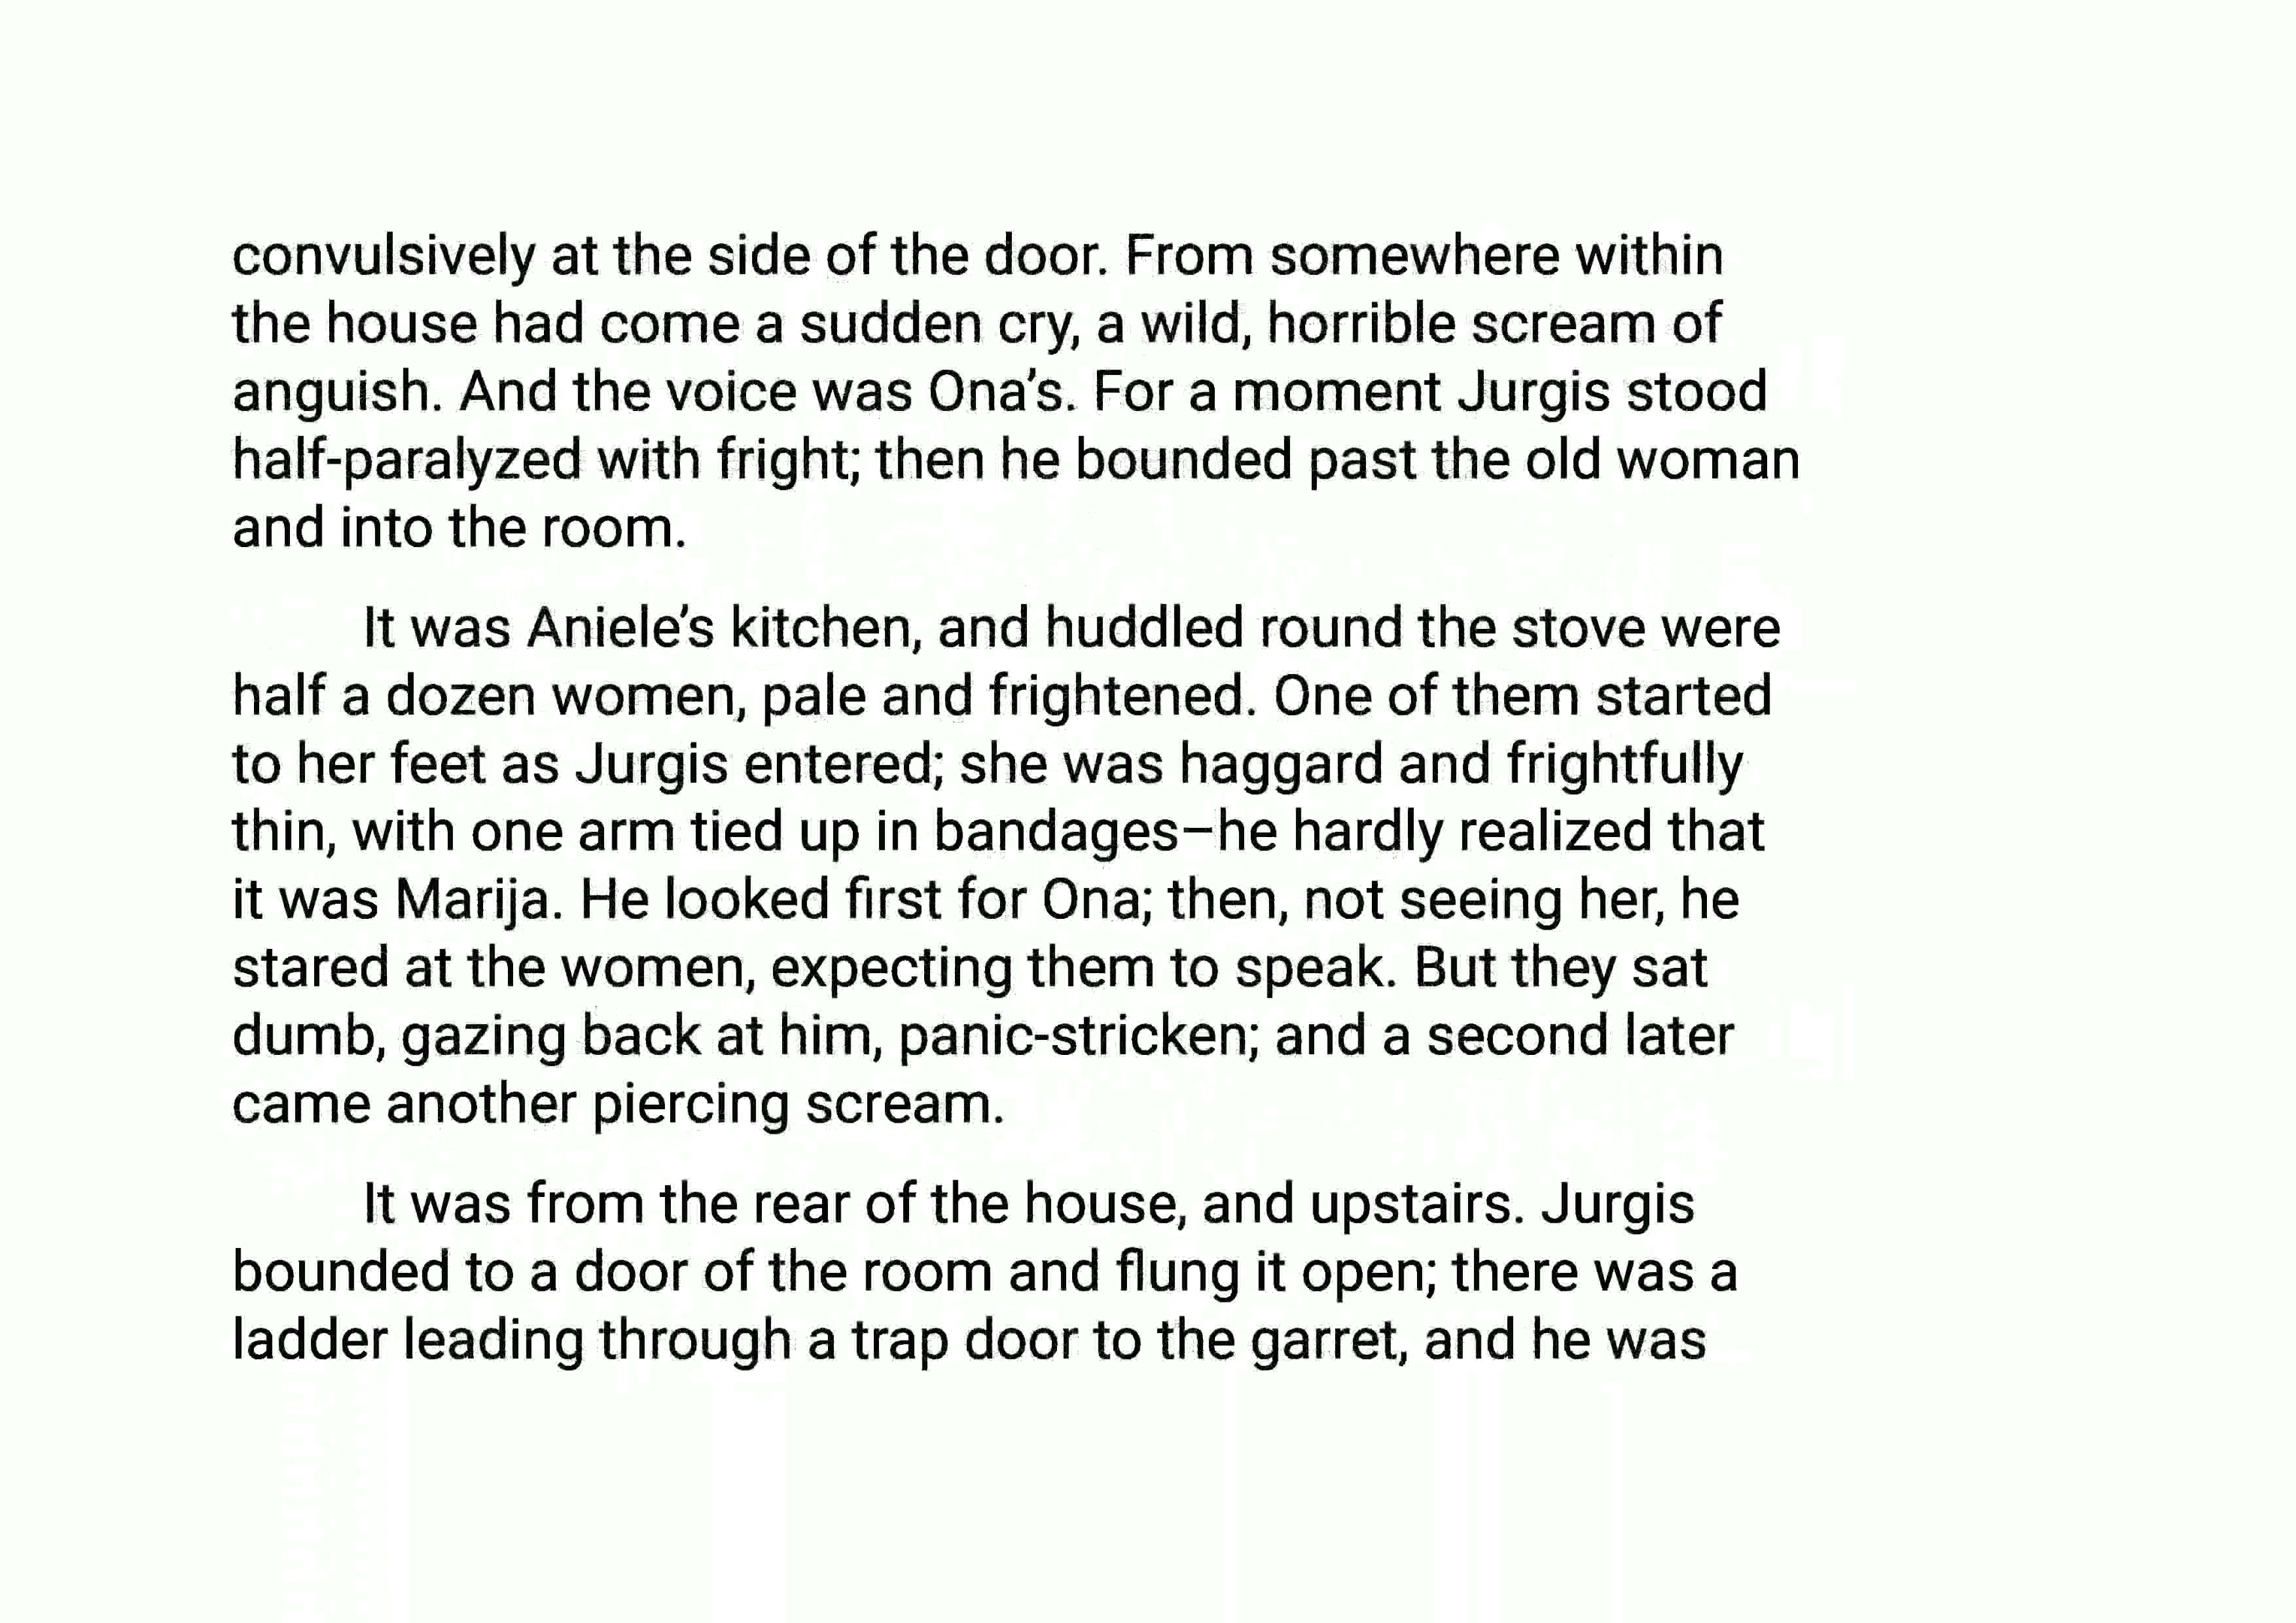 convulsively at the side of the door. From somewhere within
the house had come a sudden cry, a wild, horrible scream of
anguish. And the voice was Ona’s. For a moment Jurgis stood
half-paralyzed with fright; then he bounded past the old woman
and into the room.
It was Aniele’s kitchen, and huddled round the stove were
half a dozen women, pale and frightened. One of them started
to her feet as Jurgis entered; she was haggard and frightfully
thin, with one arm tied up in bandages–he hardly realized that
it was Marija. He looked first for Ona; then, not seeing her, he
stared at the women, expecting them to speak. But they sat
dumb, gazing back at him, panic-stricken; and a second later
came another piercing scream.
It was from the rear of the house, and upstairs. Jurgis
bounded to a door of the room and flung it open; there was a
ladder leading through a trap door to the garret, and he was